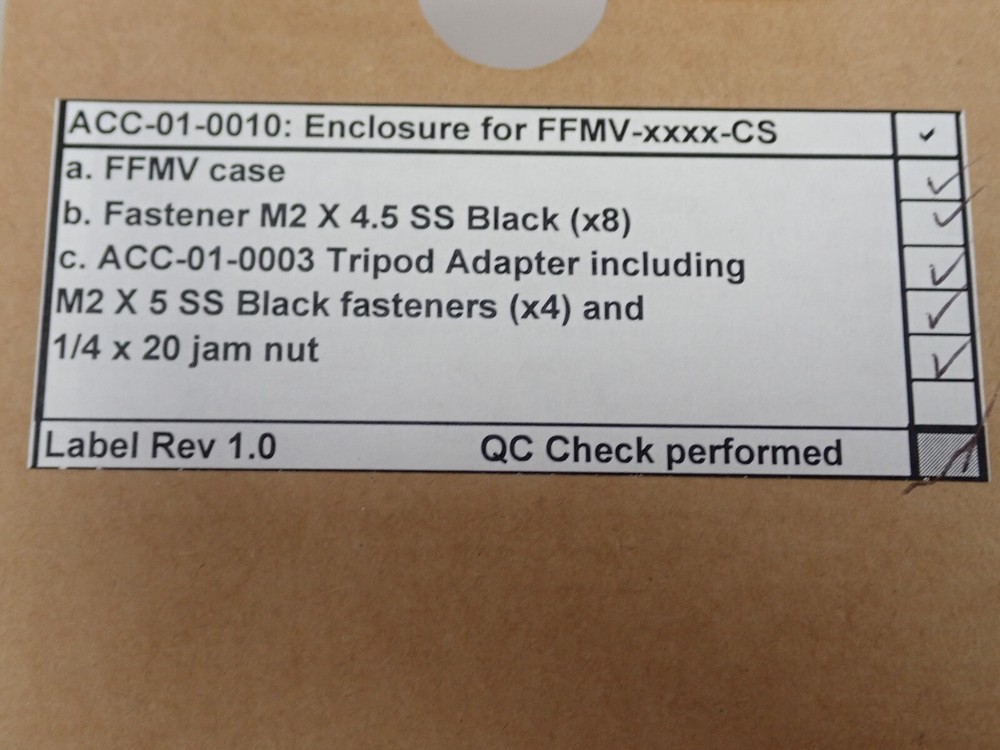 ACC-01-0010: Enclosure for FFMV-xxxx-CS ✓
a. FFMV case ✓
b. Fastener M2 X 4.5 SS Black (x8) ✓
c. ACC-01-0003 Tripod Adapter including ✓
M2 X 5 SS Black fasteners (x4) and ✓
1/4 x 20 jam nut ✓
Label Rev 1.0 QC Check performed